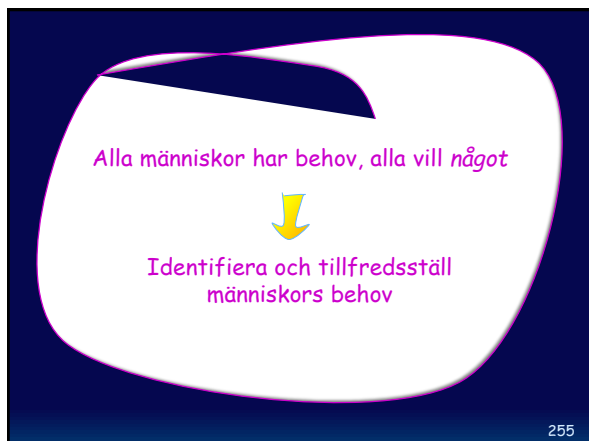 Alla människor har behov, alla vill något
Identifiera och tillfredsställ
människors behov
255